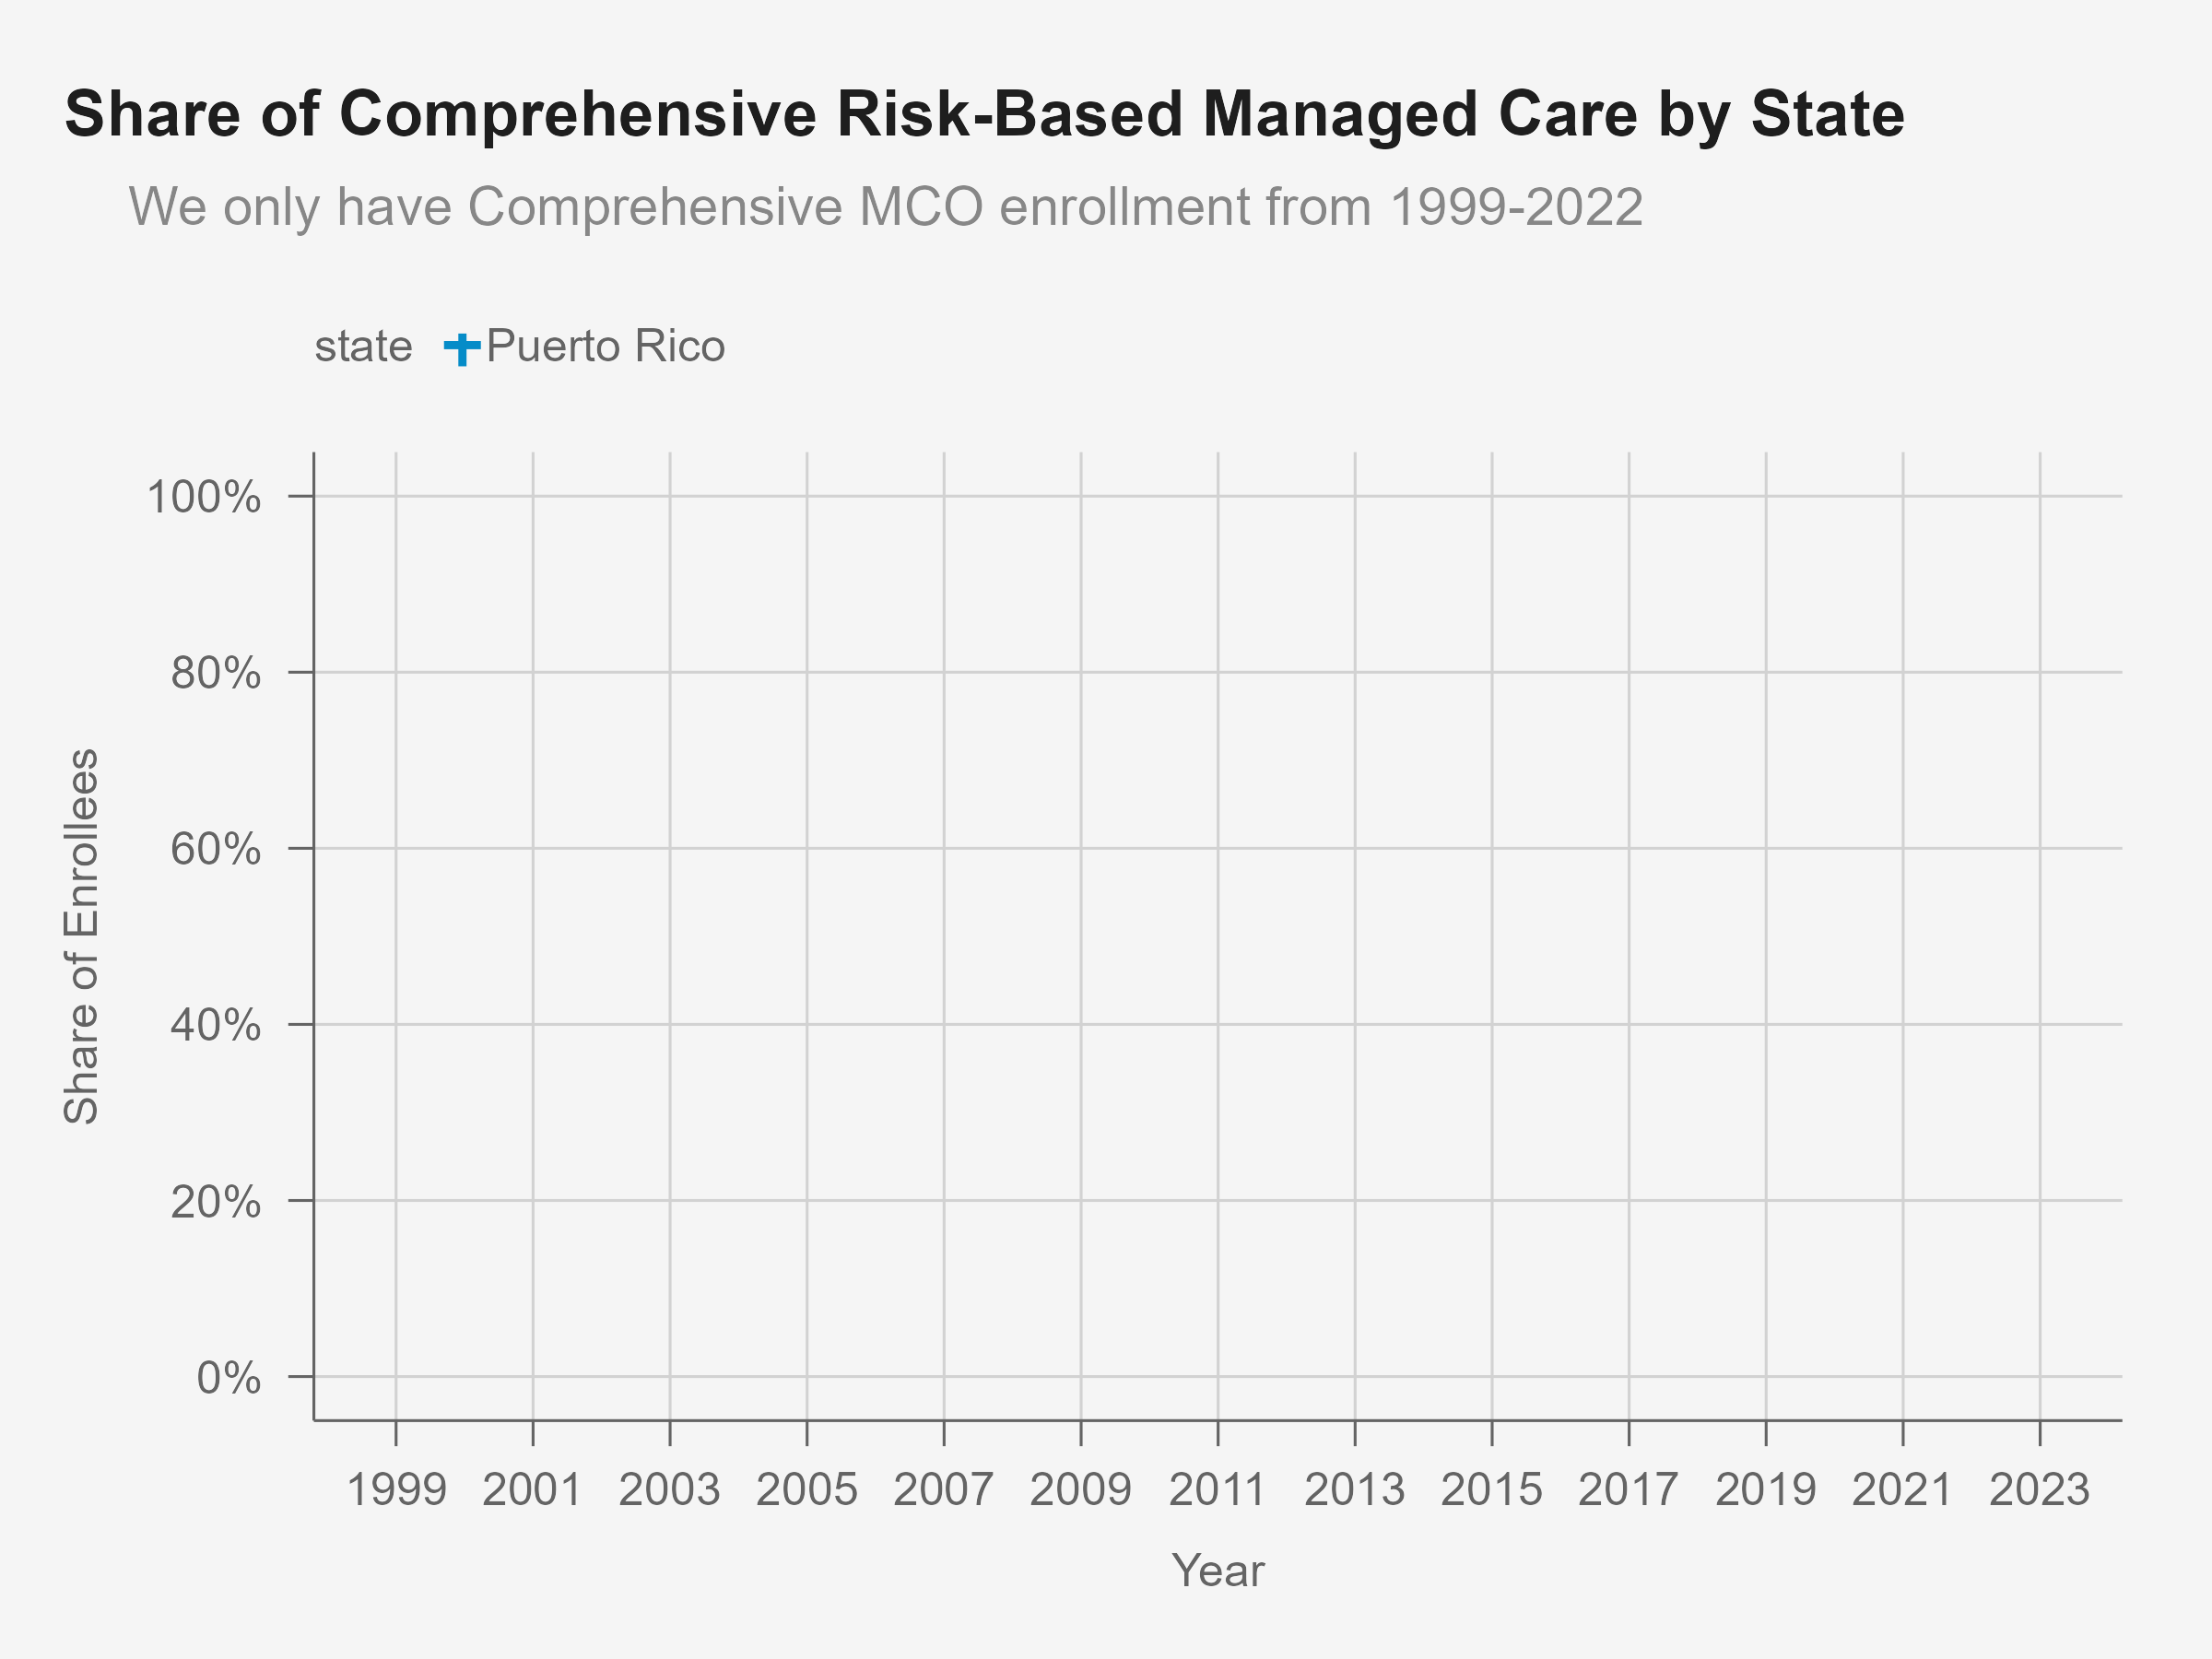 Share of Comprehensive Risk-Based Managed Care by State
We only have Comprehensive MCO enrollment from 1999-2022
state Puerto Rico
100%
80%
60%
40%
20%
0%
Share of Enrollees
1999 2001 2003 2005 2007 2009 2011 2013 2015 2017 2019 2021 2023
Year